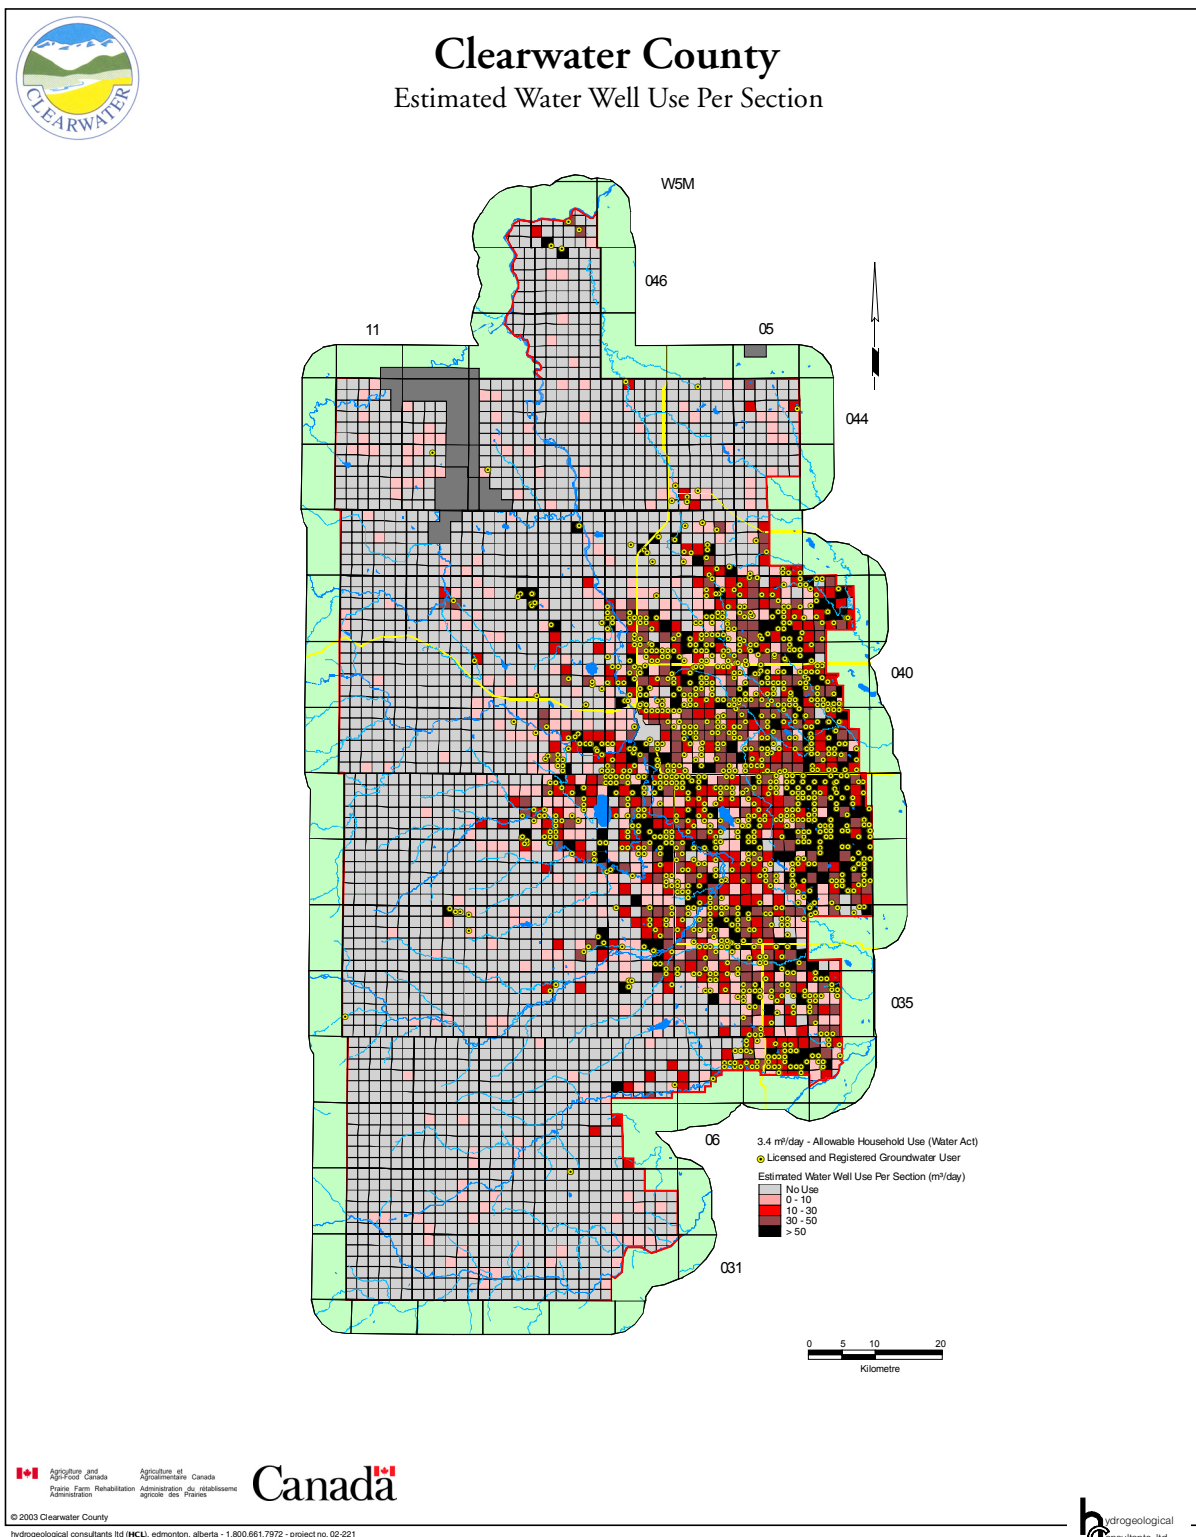 Clearwater County
Estimated Water Well Use Per Section
CLEARWATER
W5M
046
11
05
044
040
035
06
3.4 m³/day - Allowable Household Use (Water Act)
Licensed and Registered Groundwater User
Estimated Water Well Use Per Section (m³/day)
No Use
0 - 10
10 - 30
30 - 50
> 50
031
0 5 10 20
Kilometre
Agriculture and Agriculture et
Agri-Food Canada Agroalimentaire Canada
Prairie Farm Rehabilitation Administration du rétablisseme
Administration agricole des Prairies
Canada
© 2003 Clearwater County
hydrogeological consultants ltd (HCL), edmonton, alberta - 1.800.661.7972 - project no. 02-221
hydrogeological
consultants ltd